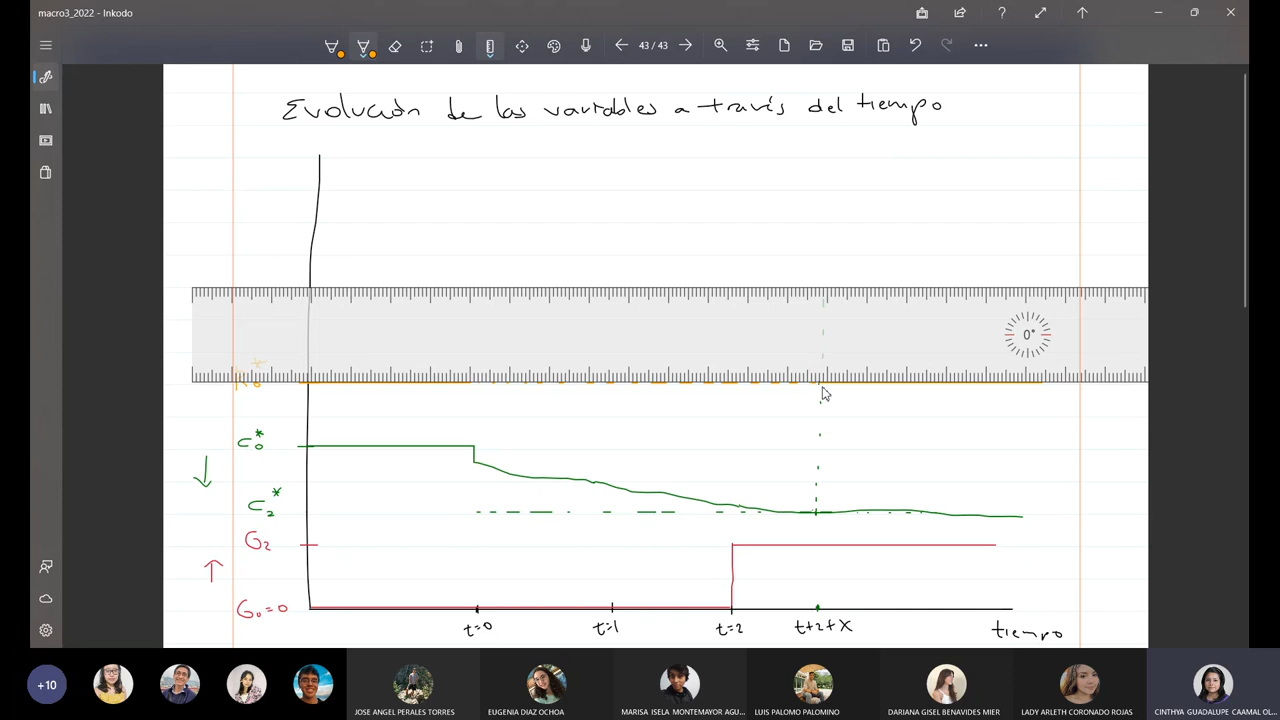 macro3_2022 - Inkodo
43 / 43
Evolución de las variables a través del tiempo
0°
C₀*
C₂*
G₂
G₀=0
t=0
t=1
t=2
t+2+x
tiempo
+10
JOSE ANGEL PERALES TORRES
EUGENIA DIAZ OCHOA
MARISA ISELA MONTEMAYOR AGU...
LUIS PALOMO PALOMINO
DARIANA GISEL BENAVIDES MIER
LADY ARLETH CORONADO ROJAS
CINTHYA GUADALUPE CAAMAL OL...